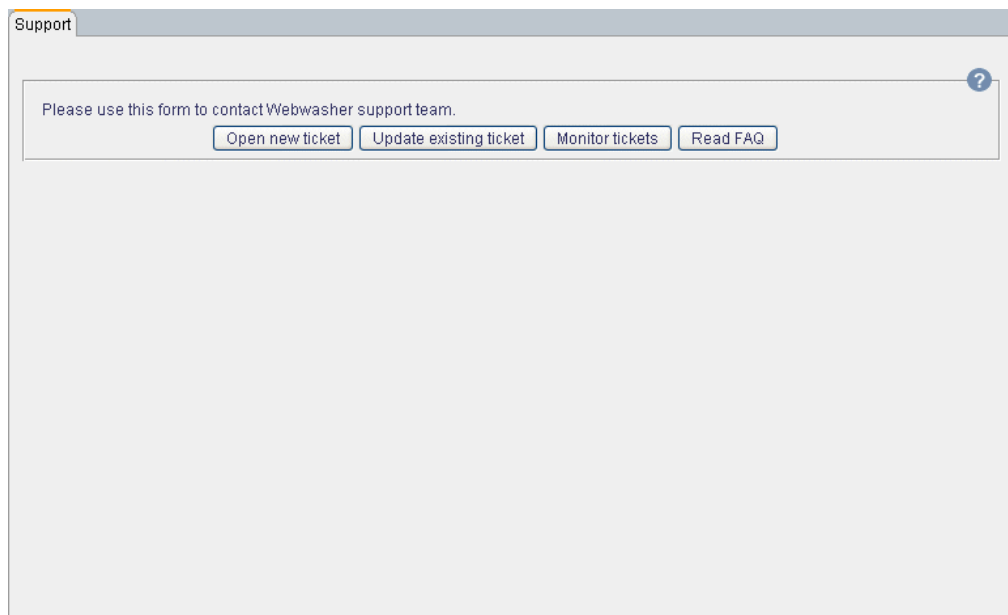 Support
?
Please use this form to contact Webwasher support team.
Open new ticket Update existing ticket Monitor tickets Read FAQ